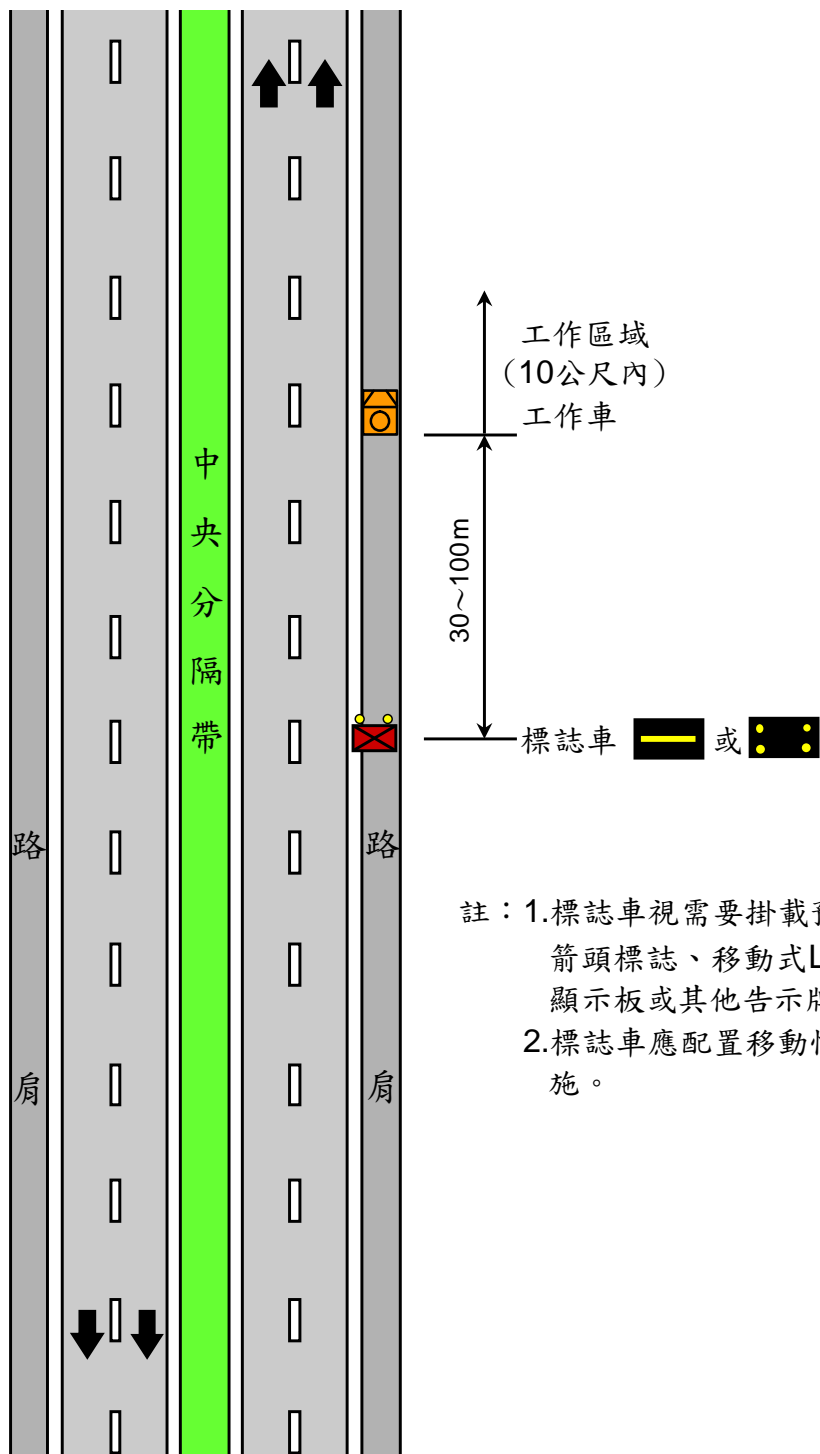 工作區域
（10公尺內）
工作車
中央分隔帶
30～100m
標誌車
或
路肩
路肩
註：1.標誌車視需要掛載
箭頭標誌、移動式L
顯示板或其他告示牌
2.標誌車應配置移動
施。